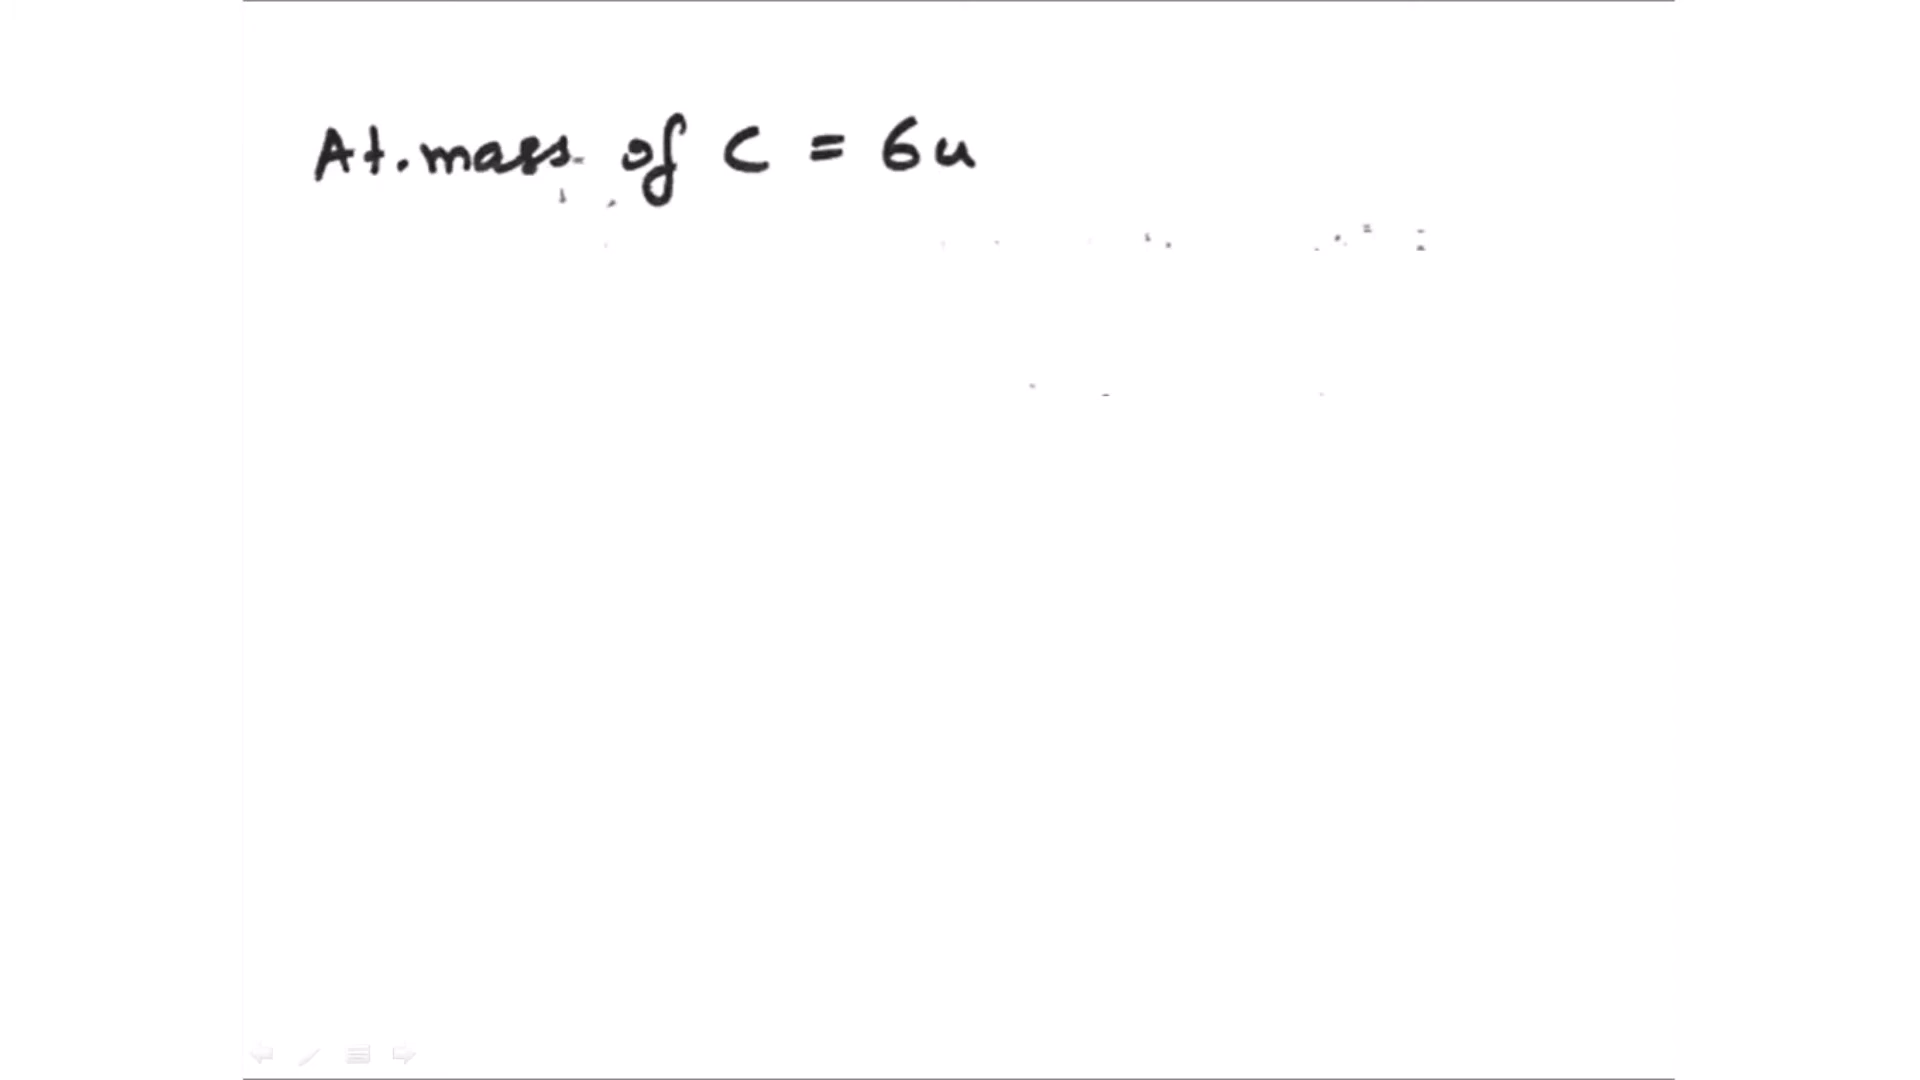 At. mass of C = 6u